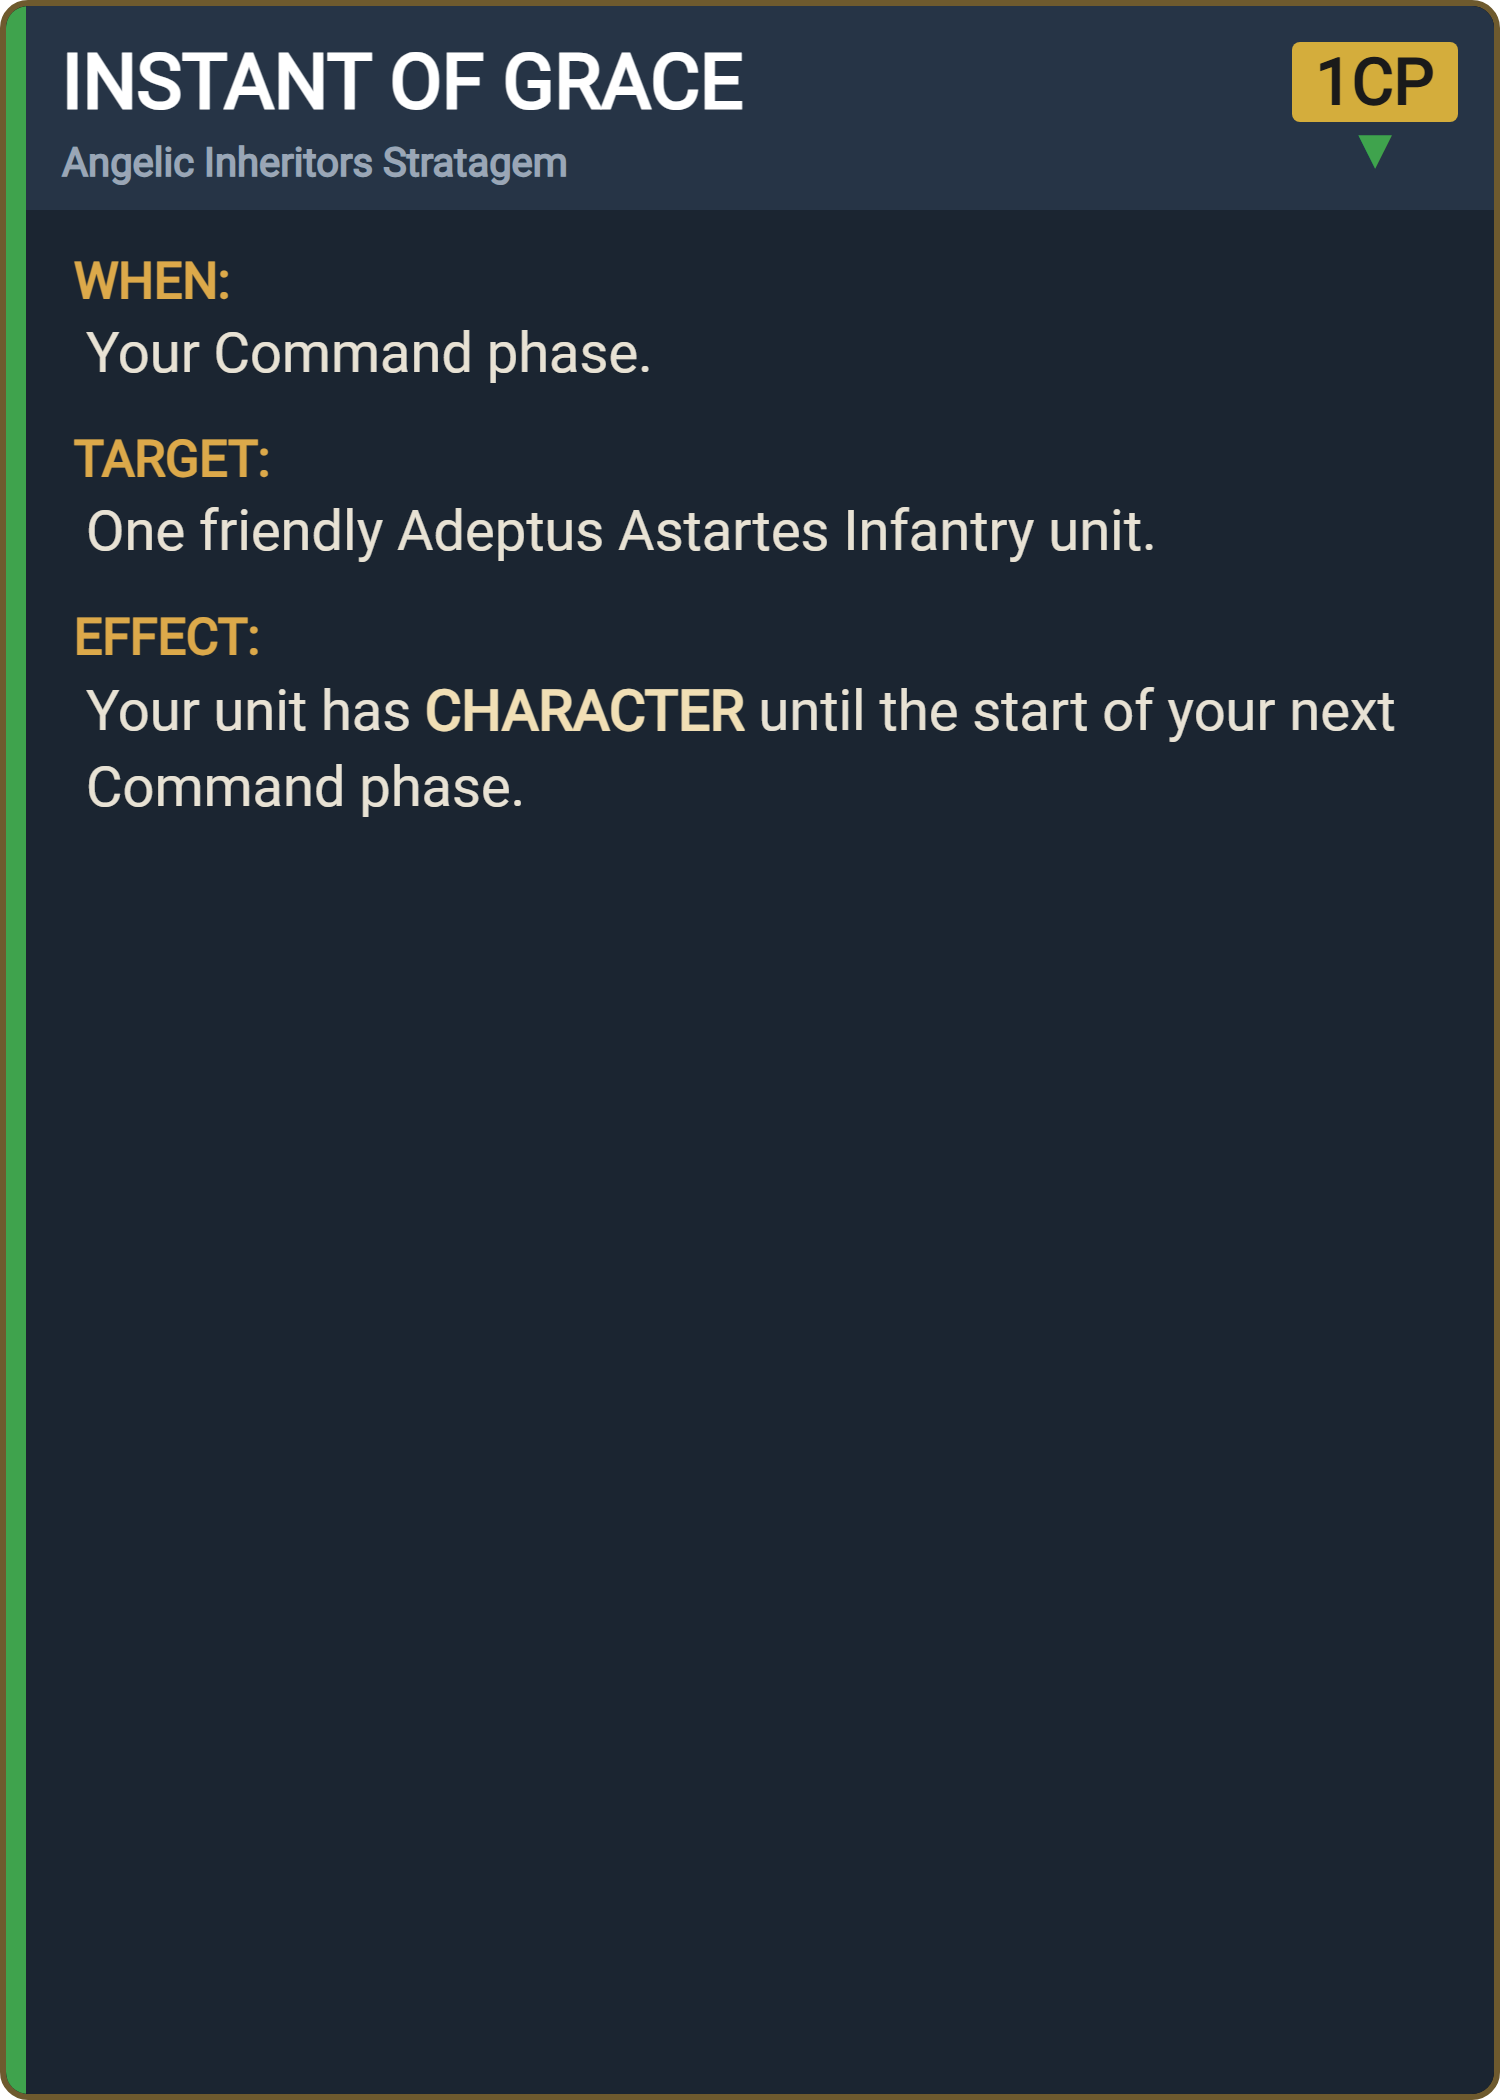 INSTANT OF GRACE
1CP
Angelic Inheritors Stratagem
WHEN:
Your Command phase.
TARGET:
One friendly Adeptus Astartes Infantry unit.
EFFECT:
Your unit has CHARACTER until the start of your next
Command phase.